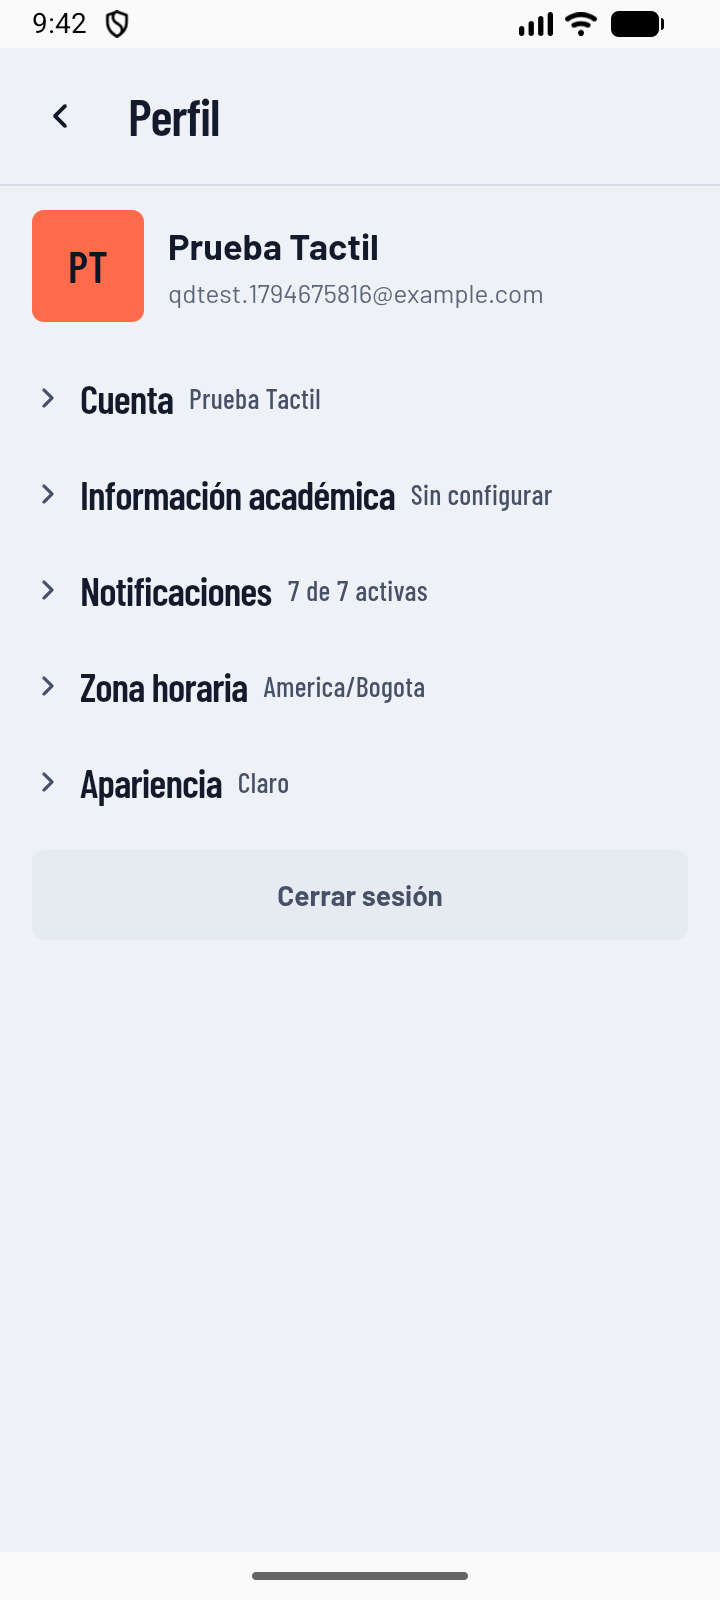 9:42
Perfil
PT
Prueba Tactil
qdtest.1794675816@example.com
Cuenta Prueba Tactil
Información académica Sin configurar
Notificaciones 7 de 7 activas
Zona horaria America/Bogota
Apariencia Claro
Cerrar sesión